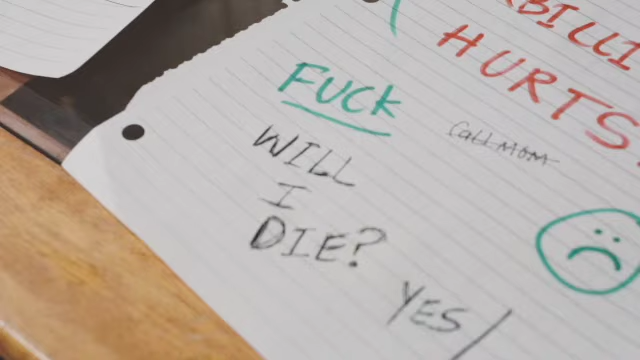 HURTS
FUCK
CALL MOM
WILL
I
DIE?
YES/